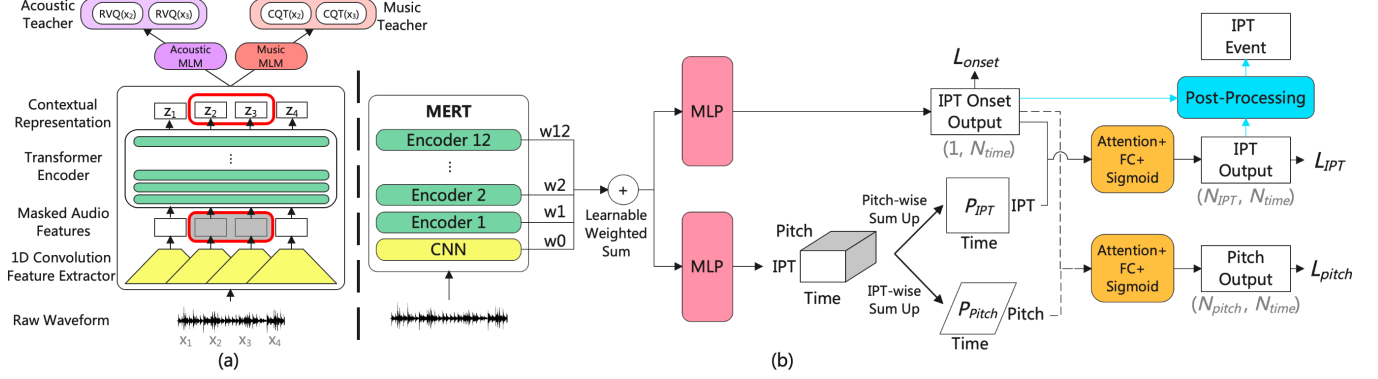 Acoustic
Teacher
RVQ(x2)
RVQ(x3)
CQT(x2)
CQT(x3)
Music
Teacher
Acoustic
MLM
Music
MLM
Contextual
Representation
z1
z2
z3
z4
Transformer
Encoder
...
Masked Audio
Features
1D Convolution
Feature Extractor
Raw Waveform
x1
x2
x3
x4
(a)
MERT
Encoder 12
...
Encoder 2
Encoder 1
CNN
w12
w2
w1
w0
+
Learnable
Weighted
Sum
MLP
MLP
Pitch
IPT
Time
Pitch-wise
Sum Up
IPT-wise
Sum Up
PIPT
IPT
Time
PPitch
Pitch
Time
Lonset
IPT Onset
Output
(1, Ntime)
Attention+
FC+
Sigmoid
Attention+
FC+
Sigmoid
IPT
Event
Post-Processing
IPT
Output
LIPT
(NIPT, Ntime)
Pitch
Output
Lpitch
(Npitch, Ntime)
(b)